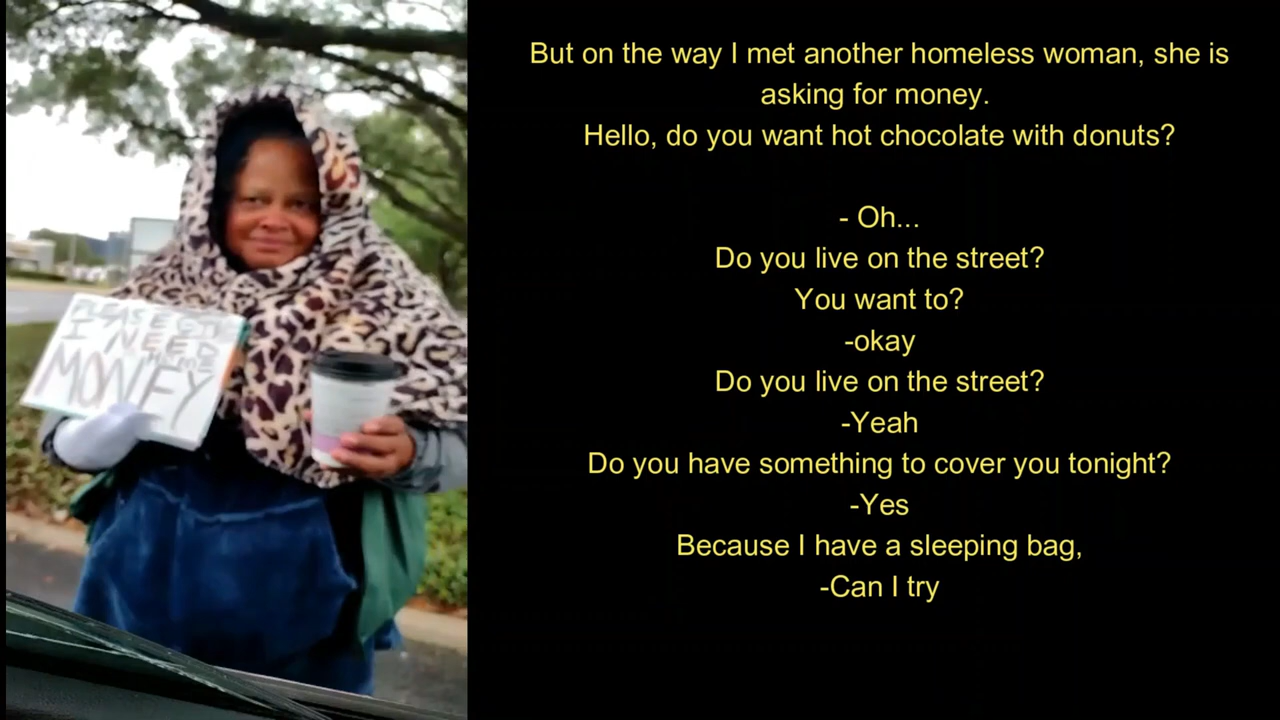 PLEASE
I NEED
MONEY
But on the way I met another homeless woman, she is
asking for money.
Hello, do you want hot chocolate with donuts?
- Oh...
Do you live on the street?
You want to?
-okay
Do you live on the street?
-Yeah
Do you have something to cover you tonight?
-Yes
Because I have a sleeping bag,
-Can I try